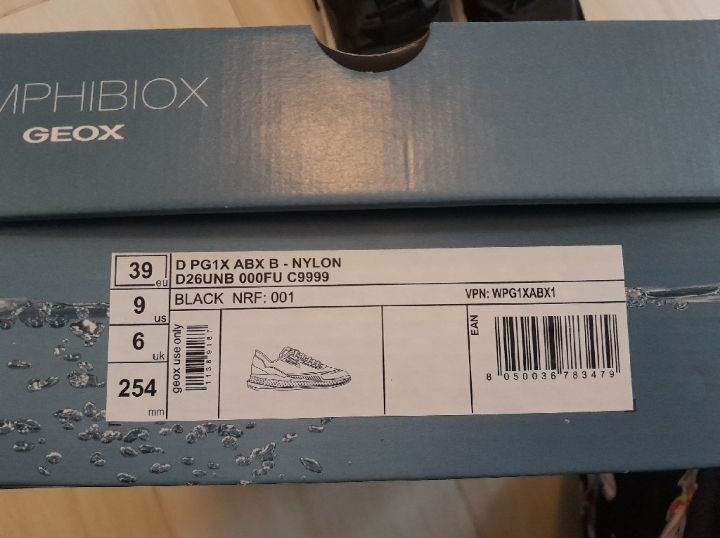 MPHIBIOX
GEOX
39 eu
9 us
6 uk
254 mm
D PG1X ABX B - NYLON
D26UNB 000FU C9999
BLACK NRF: 001
VPN: WPG1XABX1
geox use only
11389187
EAN
8 050036 783479